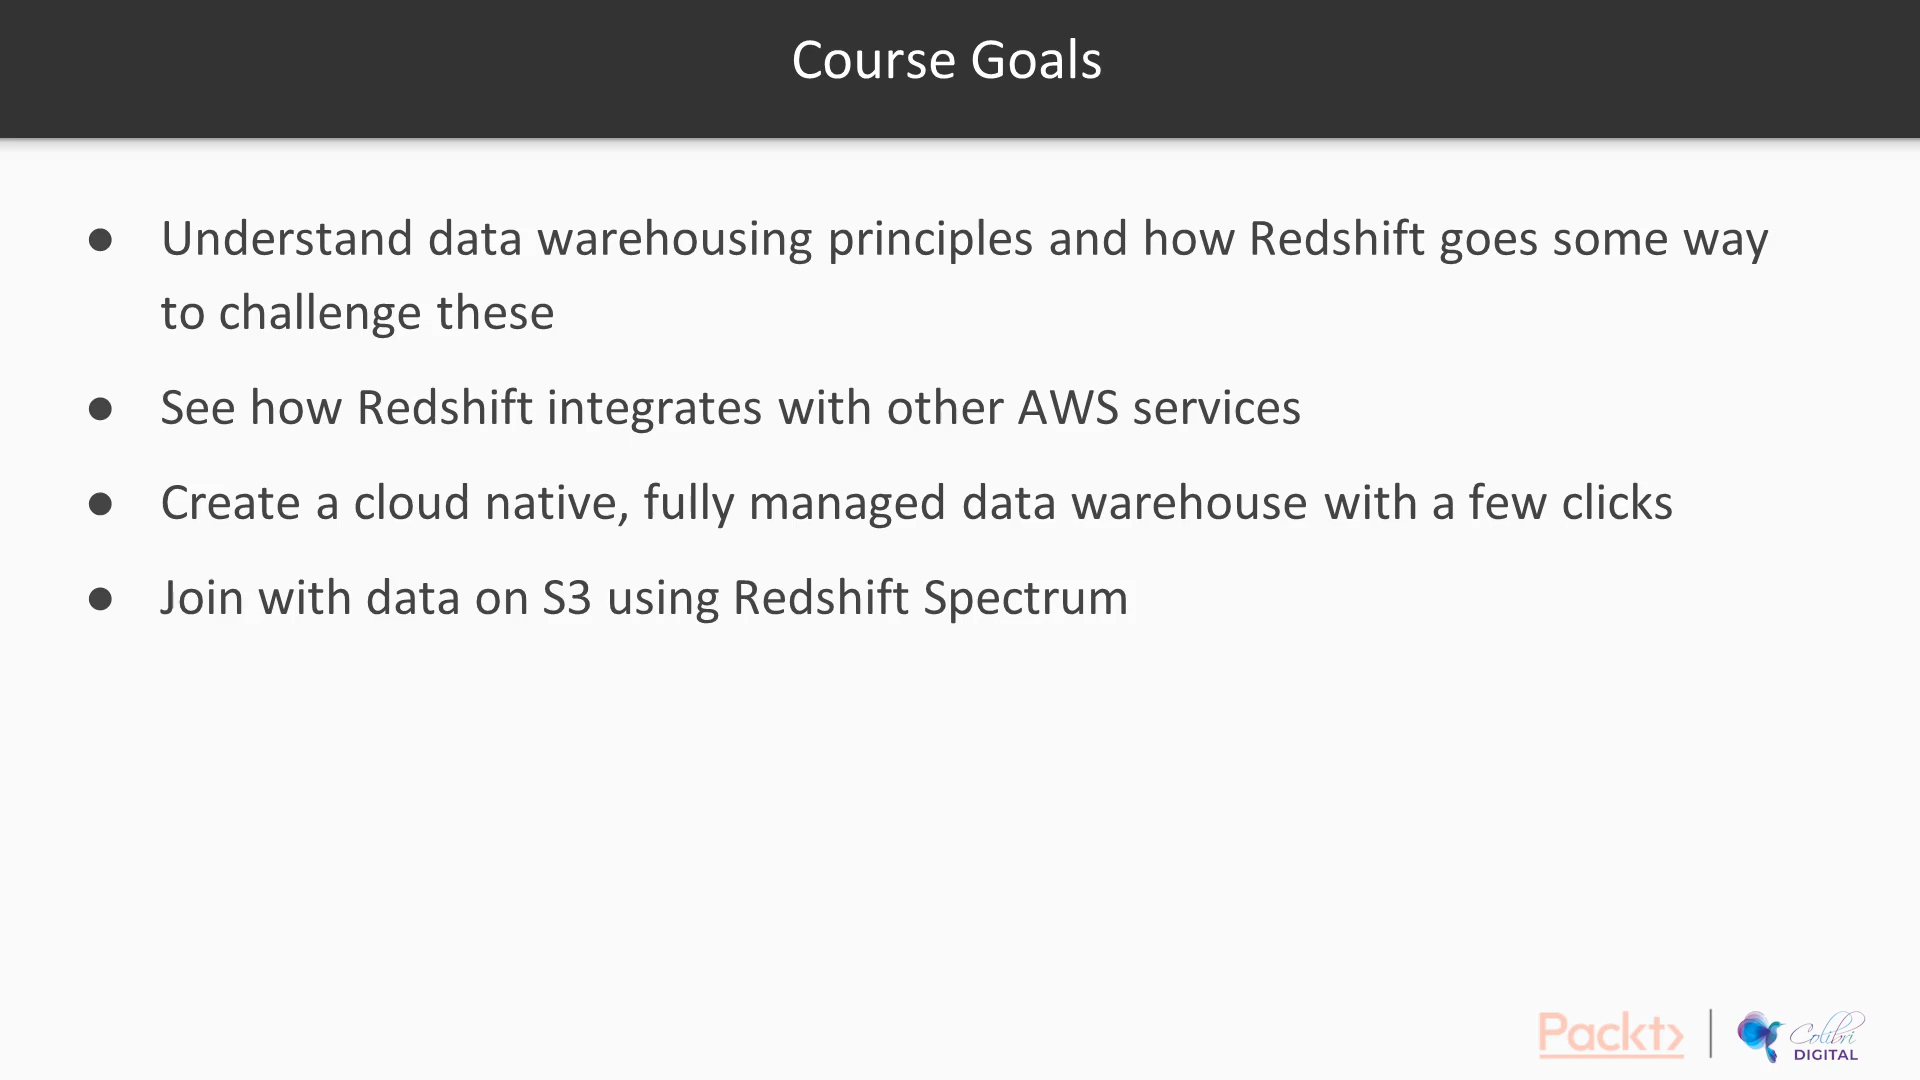 Course Goals
● Understand data warehousing principles and how Redshift goes some way
to challenge these
● See how Redshift integrates with other AWS services
● Create a cloud native, fully managed data warehouse with a few clicks
● Join with data on S3 using Redshift Spectrum
Packt>
Colibri
DIGITAL